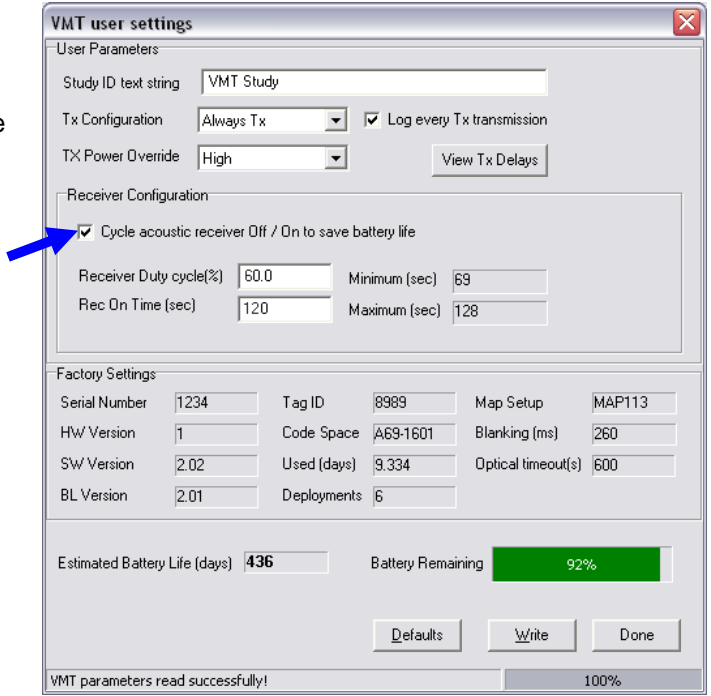 VMT user settings
User Parameters
Study ID text string VMT Study
e
Tx Configuration Always Tx Log every Tx transmission
TX Power Override High View Tx Delays
Receiver Configuration
Cycle acoustic receiver Off / On to save battery life
Receiver Duty cycle(%) 60.0 Minimum (sec) 69
Rec On Time (sec) 120 Maximum (sec) 128
Factory Settings
Serial Number 1234 Tag ID 8989 Map Setup MAP113
HW Version 1 Code Space A69-1601 Blanking (ms) 260
SW Version 2.02 Used (days) 9.334 Optical timeout(s) 600
BL Version 2.01 Deployments 6
Estimated Battery Life (days) 436 Battery Remaining 92%
Defaults Write Done
VMT parameters read successfully! 100%